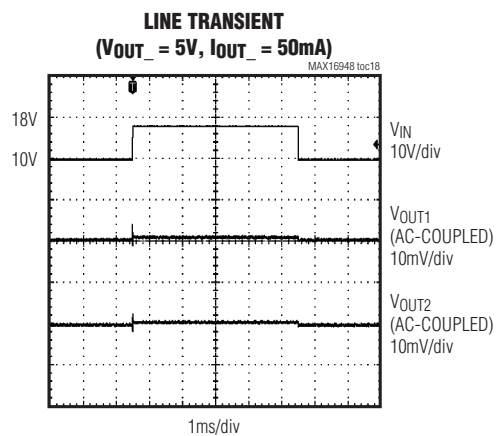 LINE TRANSIENT
(VOUT_ = 5V, IOUT_ = 50mA)
MAX16948 toc18
T
18V
10V
VIN
10V/div
VOUT1
(AC-COUPLED)
10mV/div
VOUT2
(AC-COUPLED)
10mV/div
1ms/div